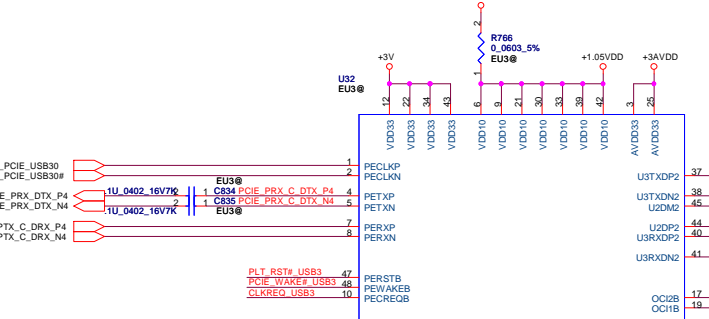 2
R766
0_0603_5%
EU3@
1
+3V
+1.05VDD
+3AVDD
U32
EU3@
12 22 34 43 6 9 21 30 33 39 42 3 25
VDD33 VDD33 VDD33 VDD33 VDD10 VDD10 VDD10 VDD10 VDD10 VDD10 VDD10 AVDD33 AVDD33
_PCIE_USB30 1 PECLKP
_PCIE_USB30# 2 PECLKN
U3TXDP2 37
EU3@
E_PRX_DTX_P4 .1U_0402_16V7K 2 1 C834 PCIE_PRX_C_DTX_P4 4 PETXP
U3TXDN2 38
E_PRX_DTX_N4 2 1 C835 PCIE_PRX_C_DTX_N4 5 PETXN
U2DM2 45
.1U_0402_16V7K EU3@
PTX_C_DRX_P4 7 PERXP
U2DP2 44
PTX_C_DRX_N4 8 PERXN
U3RXDP2 40
U3RXDN2 41
PLT_RST#_USB3 47 PERSTB
PCIE_WAKE#_USB3 48 PEWAKEB
CLKREQ_USB3 10 PECREQB
OCI2B 17
OCI1B 19